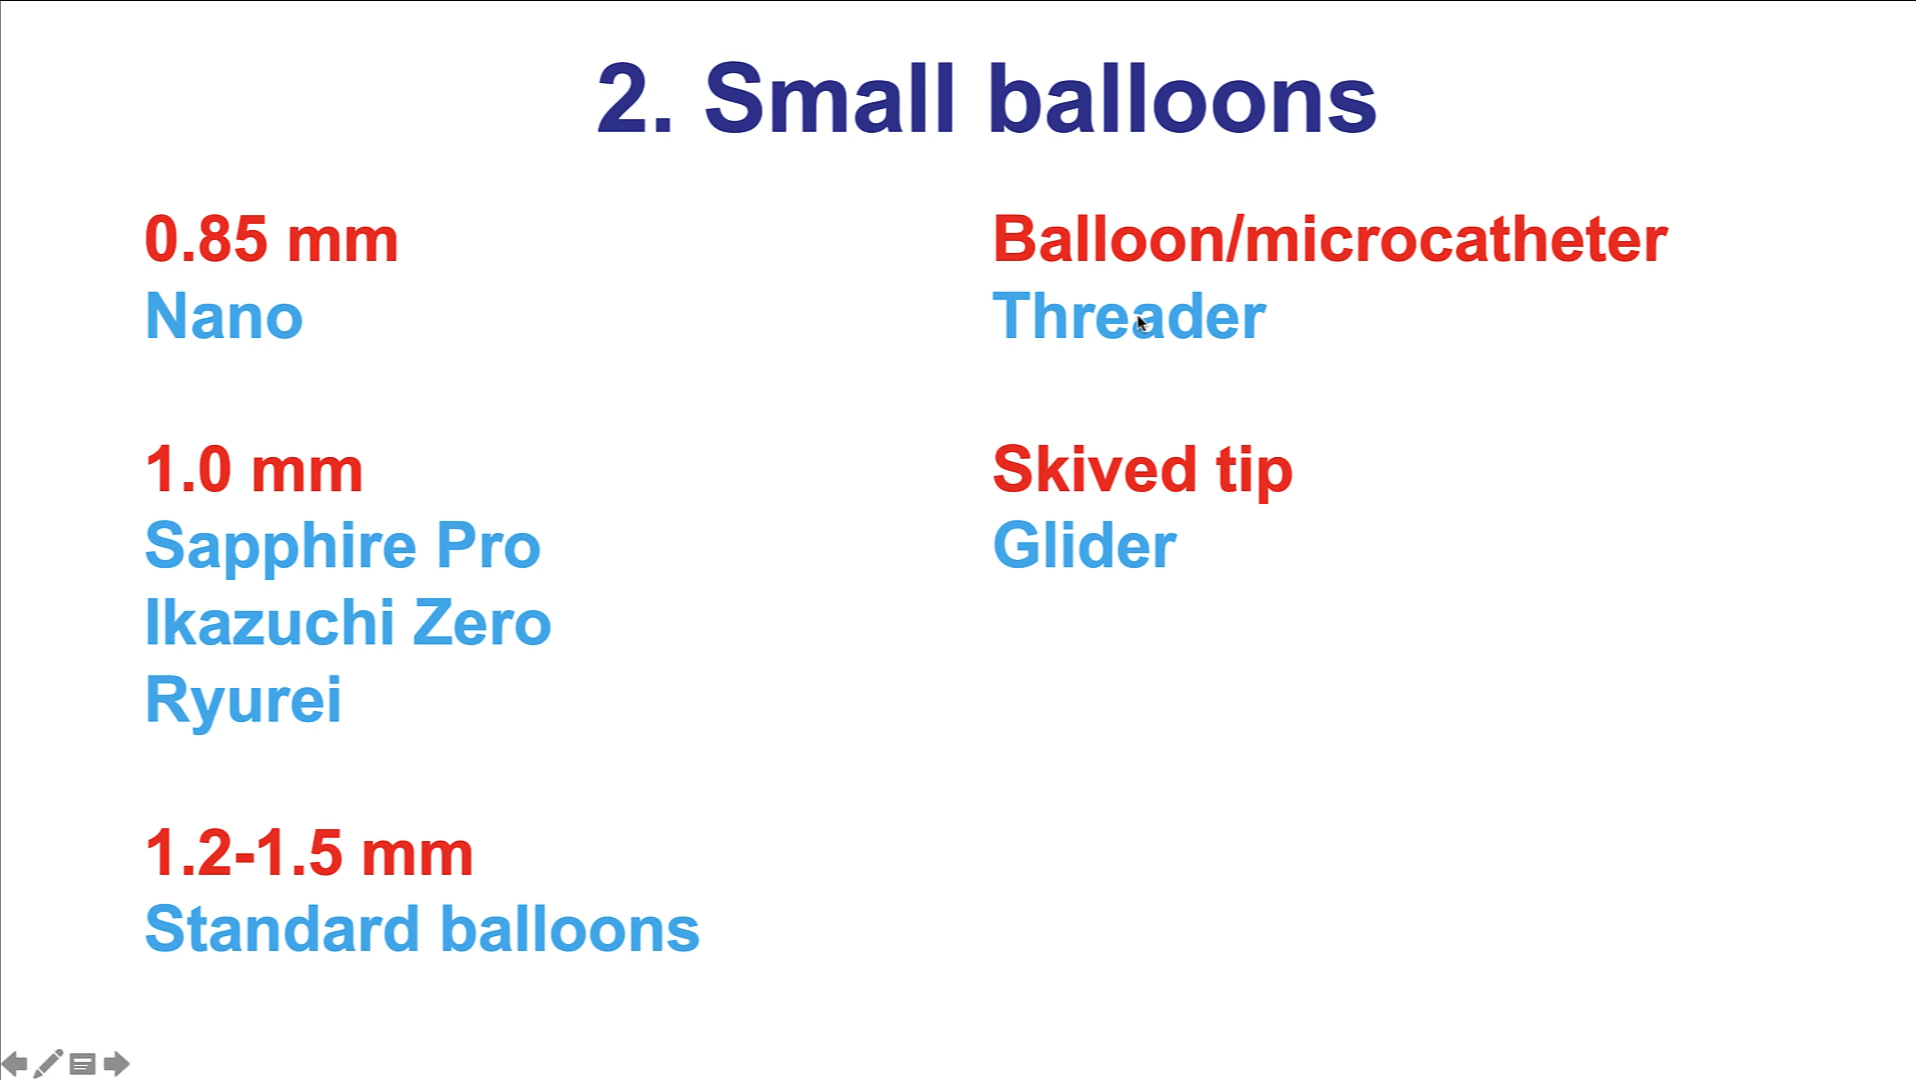 2. Small balloons
0.85 mm
Nano
1.0 mm
Sapphire Pro
Ikazuchi Zero
Ryurei
1.2-1.5 mm
Standard balloons
Balloon/microcatheter
Threader
Skived tip
Glider